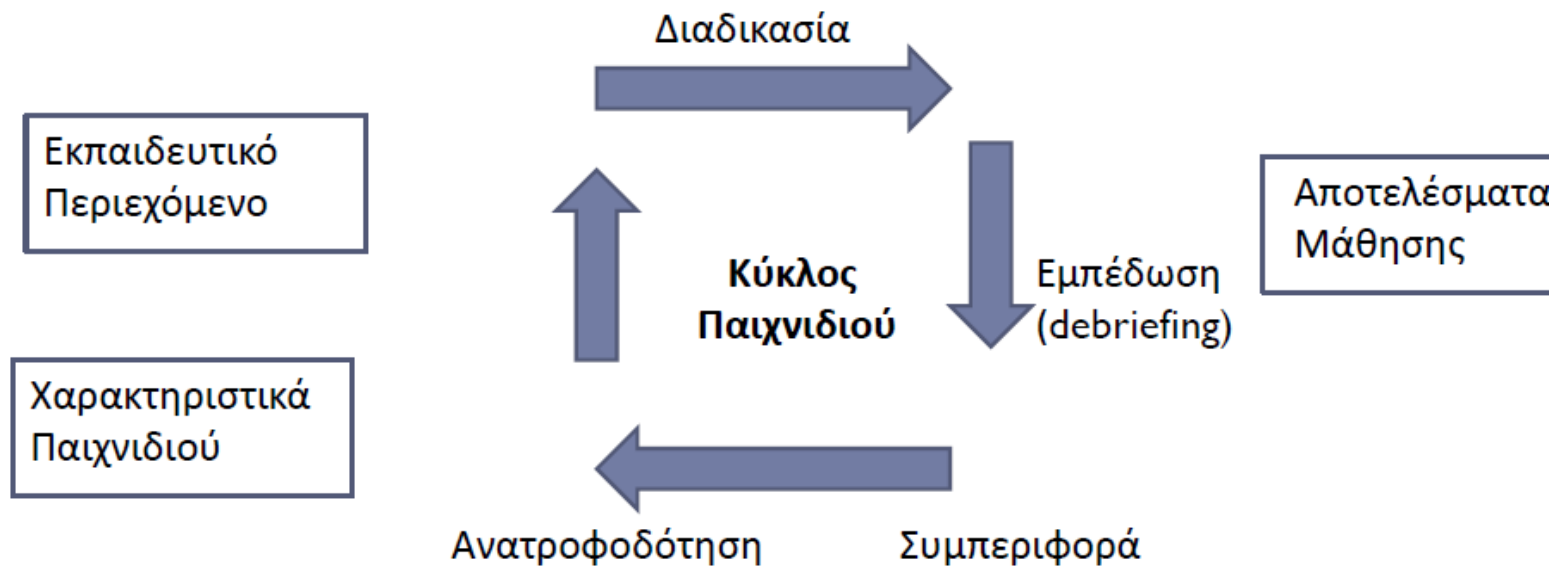 Διαδικασία
Εκπαιδευτικό
Περιεχόμενο
Αποτελέσματα
Μάθησης
Κύκλος
Παιχνιδιού
Εμπέδωση
(debriefing)
Χαρακτηριστικά
Παιχνιδιού
Ανατροφοδότηση
Συμπεριφορά